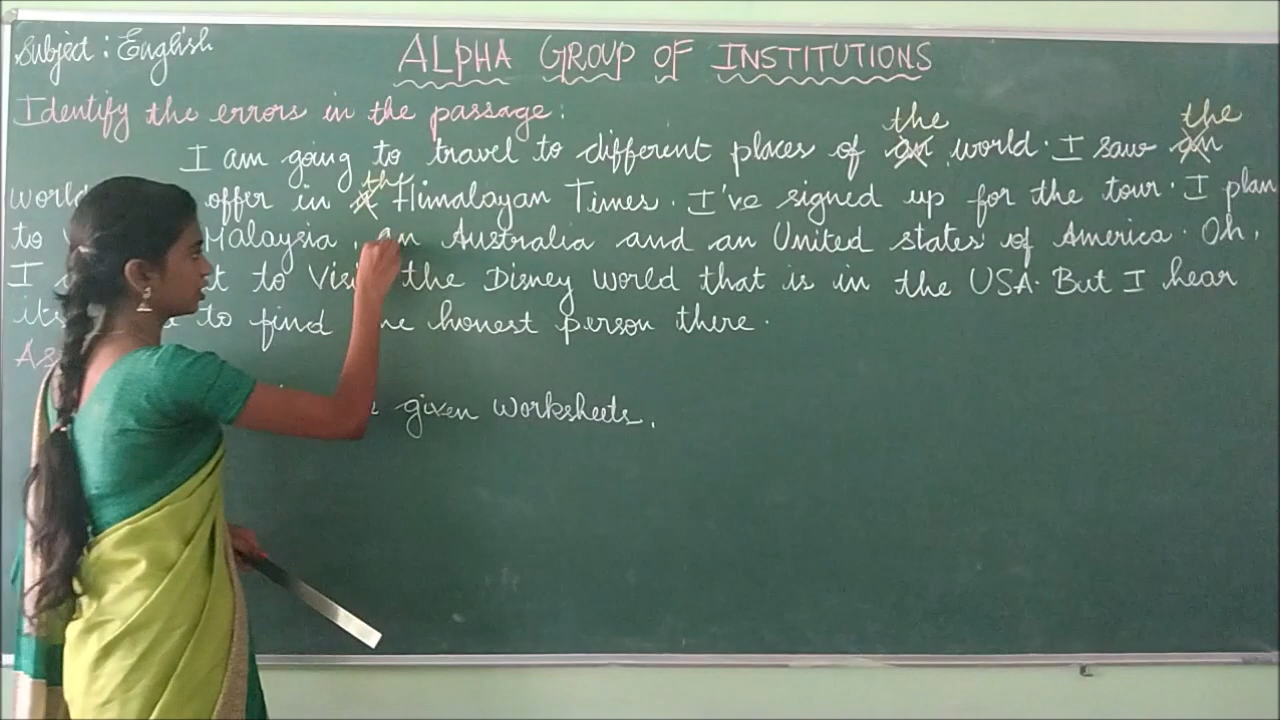 Subject : English
ALPHA GROUP OF INSTITUTIONS
Identify the errors in the passage :
the the
I am going to travel to different places of an world. I saw an
world offer in a the Himalayan Times. I've signed up for the tour. I plan
to Malaysia, an Australia and an United states of America. Oh,
I to the Disney world that is in the USA. But I hear
its to find honest person there.
given worksheets.